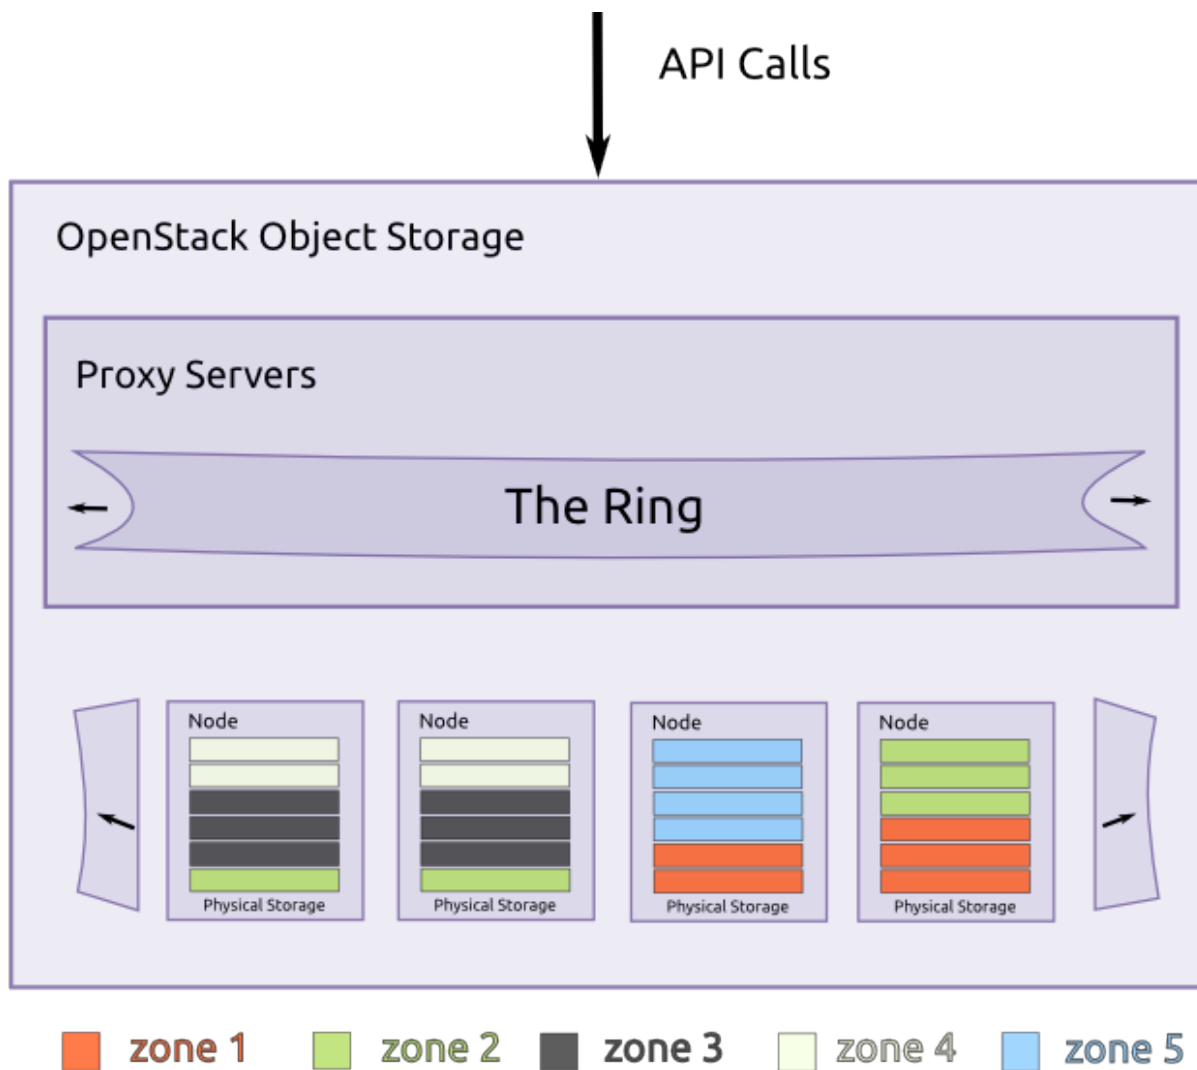 API Calls
OpenStack Object Storage
Proxy Servers
The Ring
Node
Node
Node
Node
Physical Storage
Physical Storage
Physical Storage
Physical Storage
zone 1
zone 2
zone 3
zone 4
zone 5